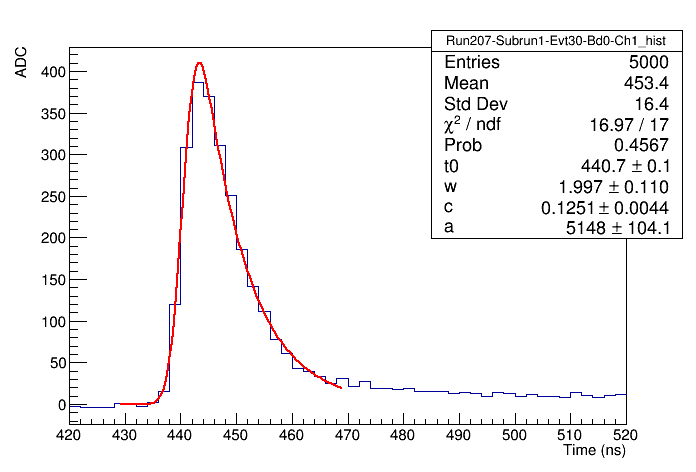 Run207-Subrun1-Evt30-Bd0-Ch1_hist
Entries 5000
Mean 453.4
Std Dev 16.4
χ² / ndf 16.97 / 17
Prob 0.4567
t0 440.7 ± 0.1
w 1.997 ± 0.110
c 0.1251 ± 0.0044
a 5148 ± 104.1
ADC
400
350
300
250
200
150
100
50
0
420 430 440 450 460 470 480 490 500 510 520
Time (ns)